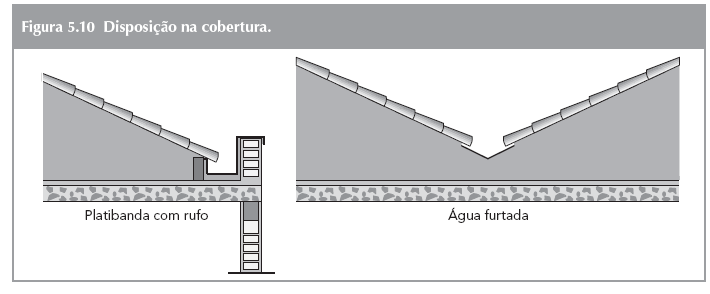 Figura 5.10 Disposição na cobertura.
Platibanda com rufo
Água furtada